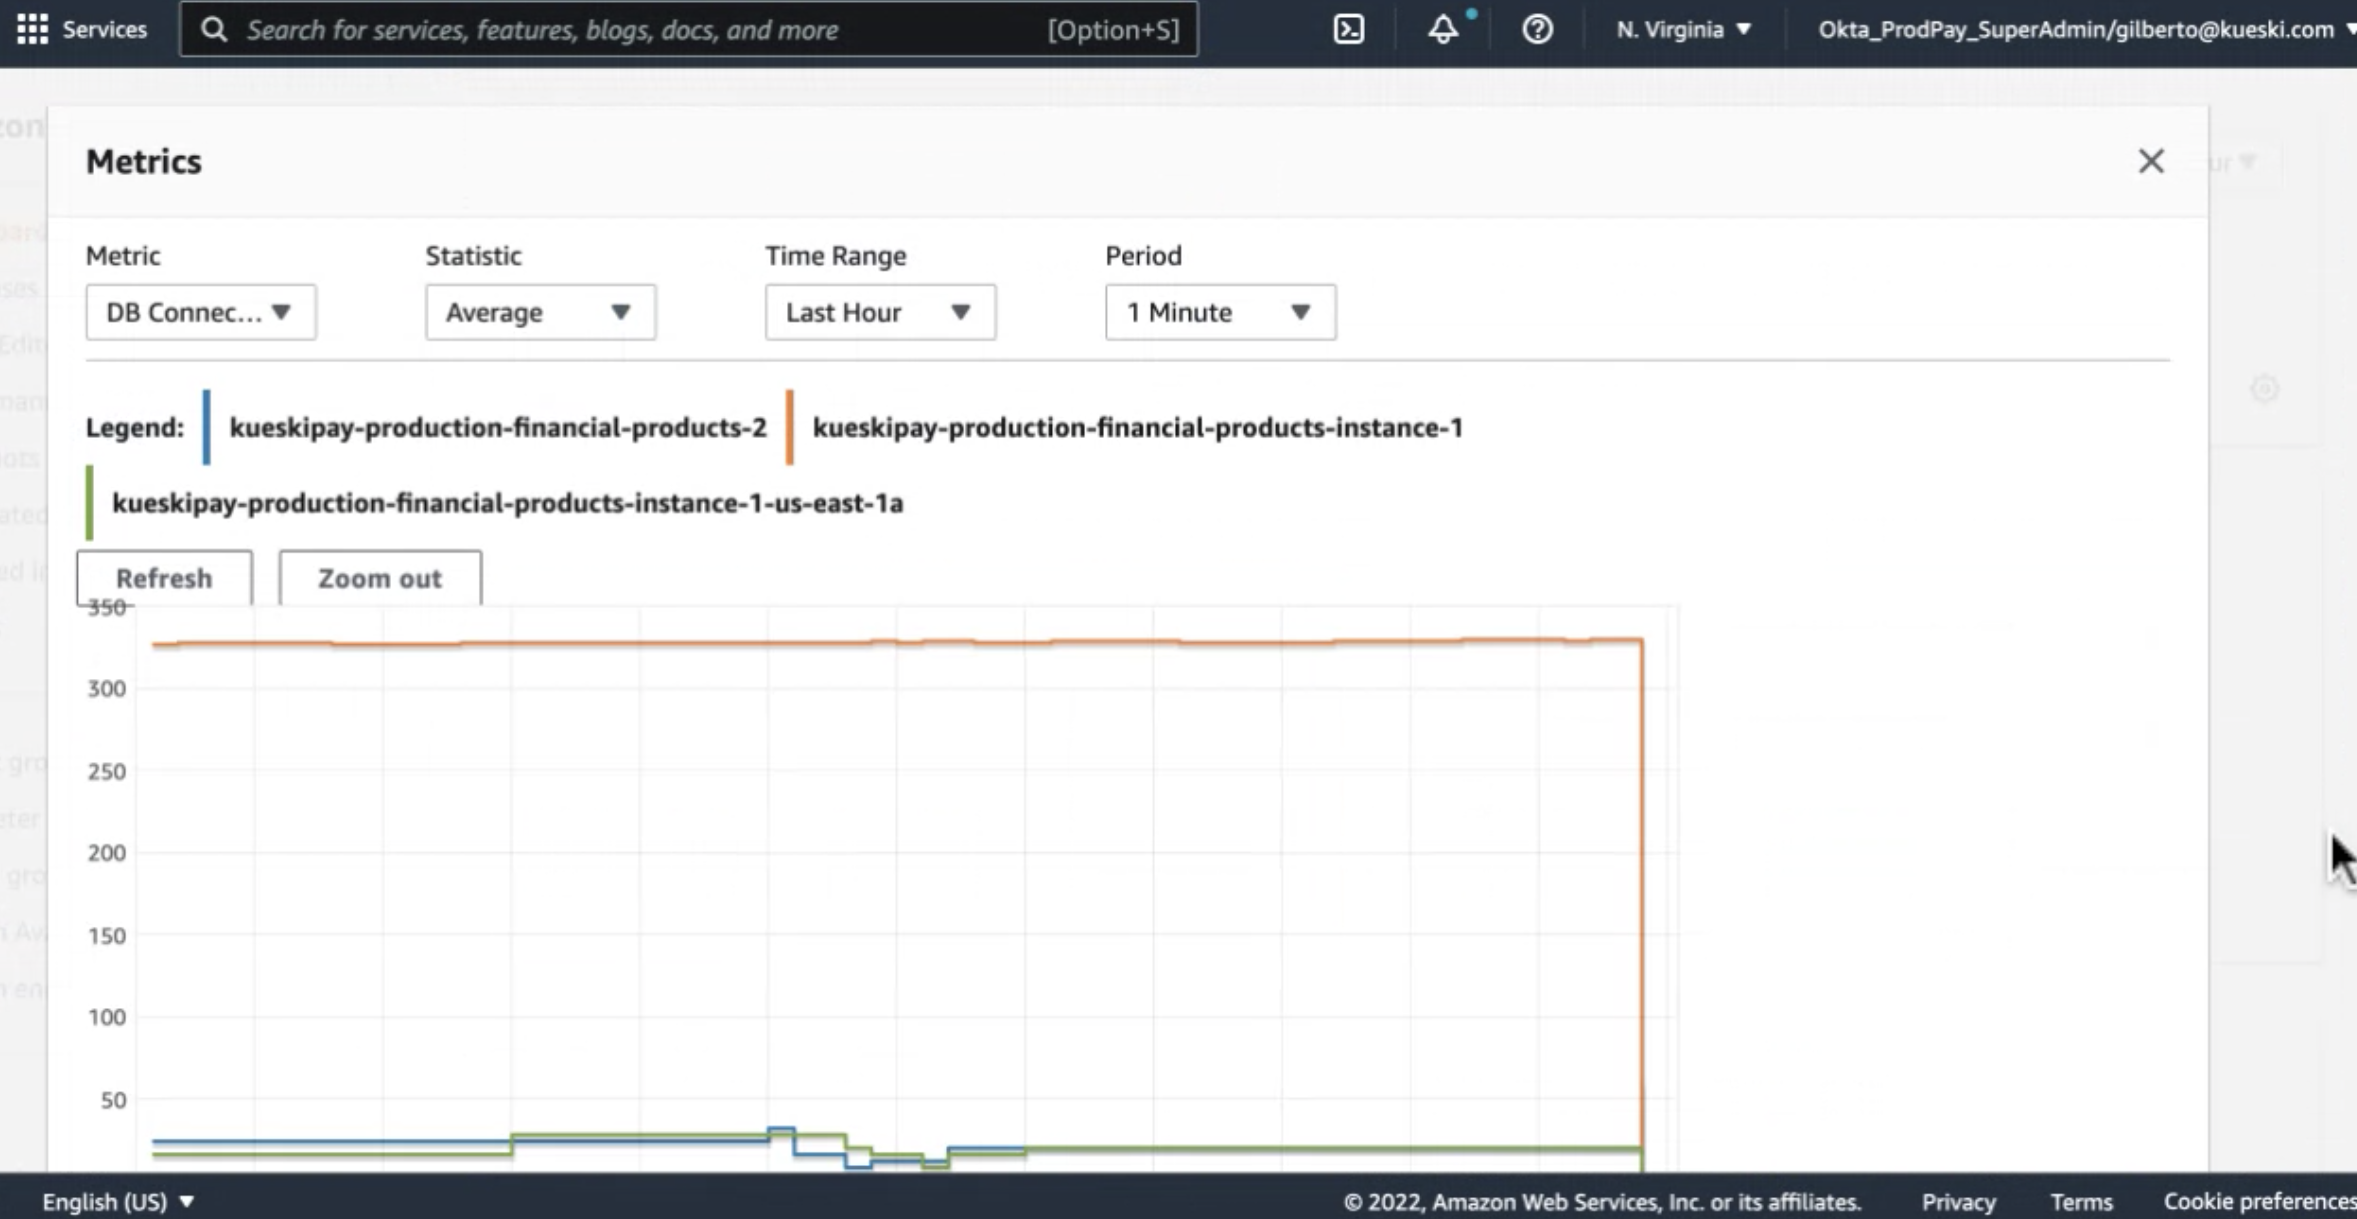 Services
Search for services, features, blogs, docs, and more
[Option+S]
N. Virginia
Okta_ProdPay_SuperAdmin/gilberto@kueski.com
Metrics
Metric
Statistic
Time Range
Period
DB Connec...
Average
Last Hour
1 Minute
Legend:
kueskipay-production-financial-products-2
kueskipay-production-financial-products-instance-1
kueskipay-production-financial-products-instance-1-us-east-1a
Refresh
Zoom out
350
300
250
200
150
100
50
English (US)
© 2022, Amazon Web Services, Inc. or its affiliates.
Privacy
Terms
Cookie preferences